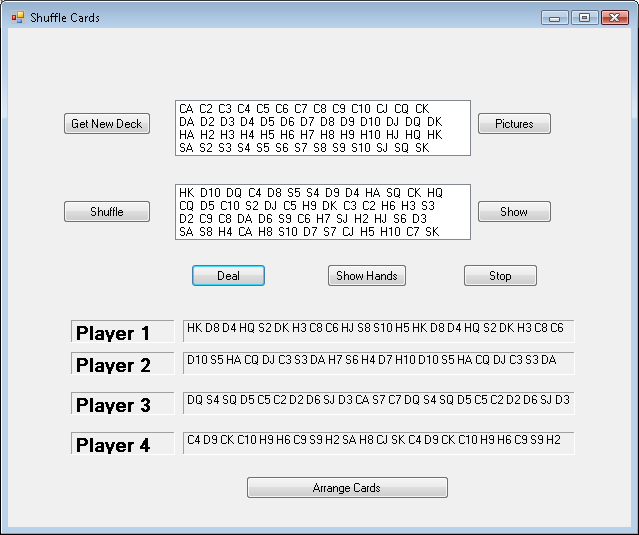 Shuffle Cards
Get New Deck
CA C2 C3 C4 C5 C6 C7 C8 C9 C10 CJ CQ CK
DA D2 D3 D4 D5 D6 D7 D8 D9 D10 DJ DQ DK
HA H2 H3 H4 H5 H6 H7 H8 H9 H10 HJ HQ HK
SA S2 S3 S4 S5 S6 S7 S8 S9 S10 SJ SQ SK
Pictures
Shuffle
HK D10 DQ C4 D8 S5 S4 D9 D4 HA SQ CK HQ
CQ D5 C10 S2 DJ C5 H9 DK C3 C2 H6 H3 S3
D2 C9 C8 DA D6 S9 C6 H7 SJ H2 HJ S6 D3
SA S8 H4 CA H8 S10 D7 S7 CJ H5 H10 C7 SK
Show
Deal
Show Hands
Stop
Player 1
HK D8 D4 HQ S2 DK H3 C8 C6 HJ S8 S10 H5 HK D8 D4 HQ S2 DK H3 C8 C6
Player 2
D10 S5 HA CQ DJ C3 S3 DA H7 S6 H4 D7 H10 D10 S5 HA CQ DJ C3 S3 DA
Player 3
DQ S4 SQ D5 C5 C2 D2 D6 SJ D3 CA S7 C7 DQ S4 SQ D5 C5 C2 D2 D6 SJ D3
Player 4
C4 D9 CK C10 H9 H6 C9 S9 H2 SA H8 CJ SK C4 D9 CK C10 H9 H6 C9 S9 H2
Arrange Cards